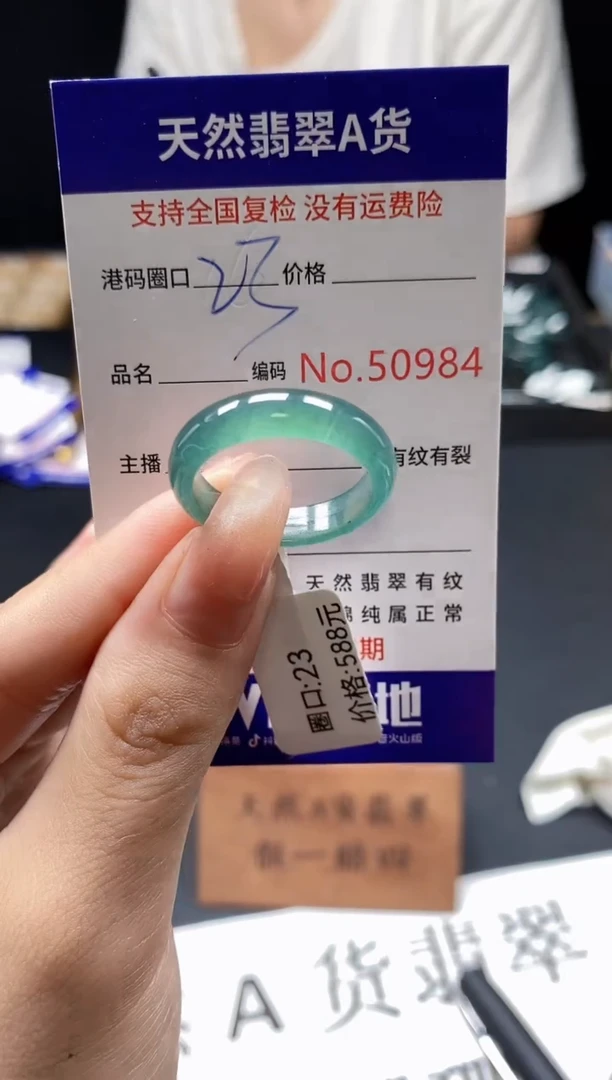 天然翡翠A货
支持全国复检 没有运费险
港码圈口 价格
品名 编码 No.50984
主播 有纹有裂
天然翡翠有纹
棉纯属正常
期
圈口:23
价格:588元
地
A货翡翠